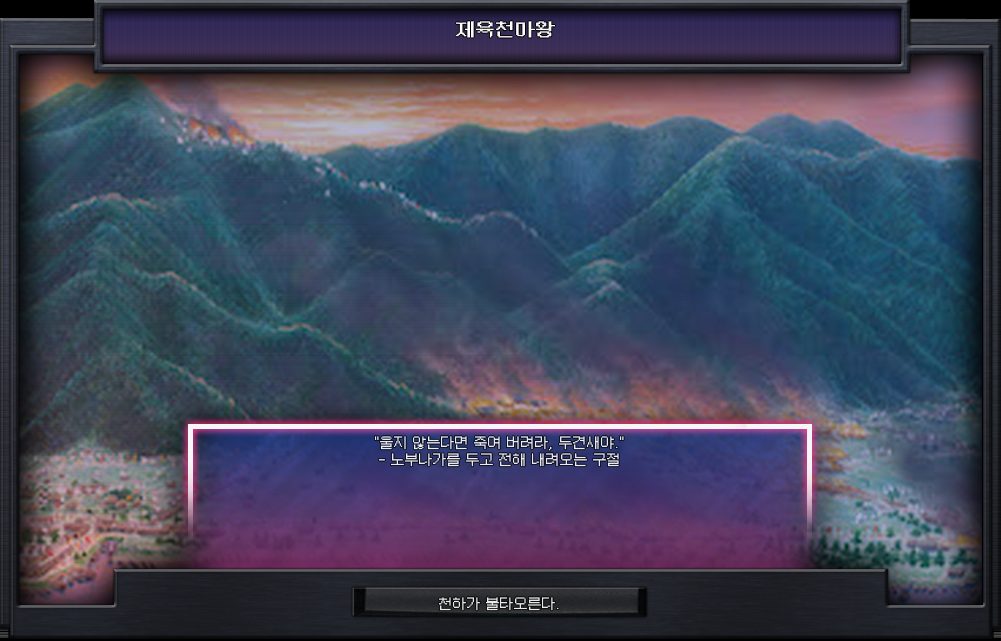 제육천마왕
"울지 않는다면 죽여 버려라, 두견새야."
- 노부나가를 두고 전해 내려오는 구절
천하가 불타오른다.